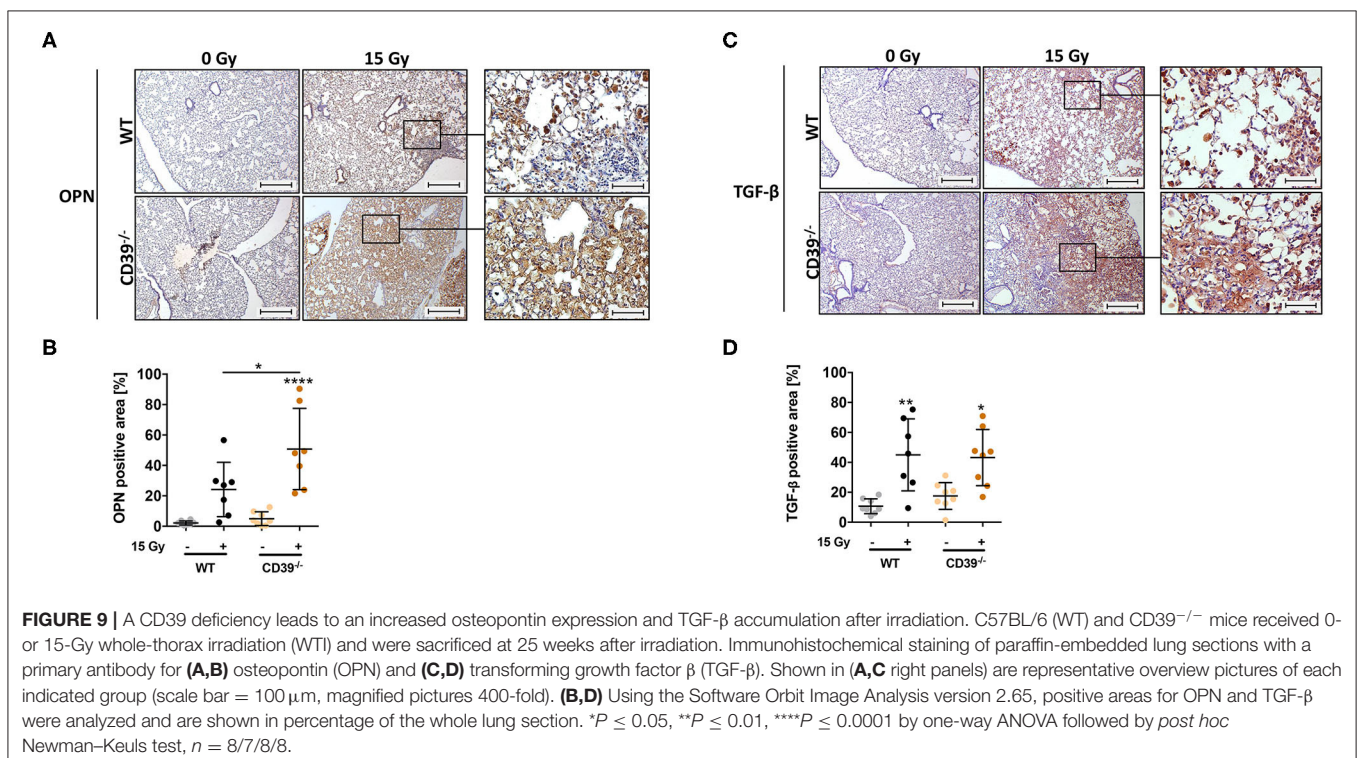 A
0 Gy
15 Gy
WT
OPN
CD39-/-
C
0 Gy
15 Gy
WT
TGF-β
CD39-/-
B
OPN positive area [%]
100
80
60
40
20
0
*
****
15 Gy
-
+
-
+
WT
CD39-/-
D
TGF-β positive area [%]
100
80
60
40
20
0
**
*
15 Gy
-
+
-
+
WT
CD39-/-
FIGURE 9 | A CD39 deficiency leads to an increased osteopontin expression and TGF-β accumulation after irradiation. C57BL/6 (WT) and CD39−/− mice received 0-
or 15-Gy whole-thorax irradiation (WTI) and were sacrificed at 25 weeks after irradiation. Immunohistochemical staining of paraffin-embedded lung sections with a
primary antibody for (A,B) osteopontin (OPN) and (C,D) transforming growth factor β (TGF-β). Shown in (A,C right panels) are representative overview pictures of each
indicated group (scale bar = 100 μm, magnified pictures 400-fold). (B,D) Using the Software Orbit Image Analysis version 2.65, positive areas for OPN and TGF-β
were analyzed and are shown in percentage of the whole lung section. *P ≤ 0.05, **P ≤ 0.01, ****P ≤ 0.0001 by one-way ANOVA followed by post hoc
Newman–Keuls test, n = 8/7/8/8.